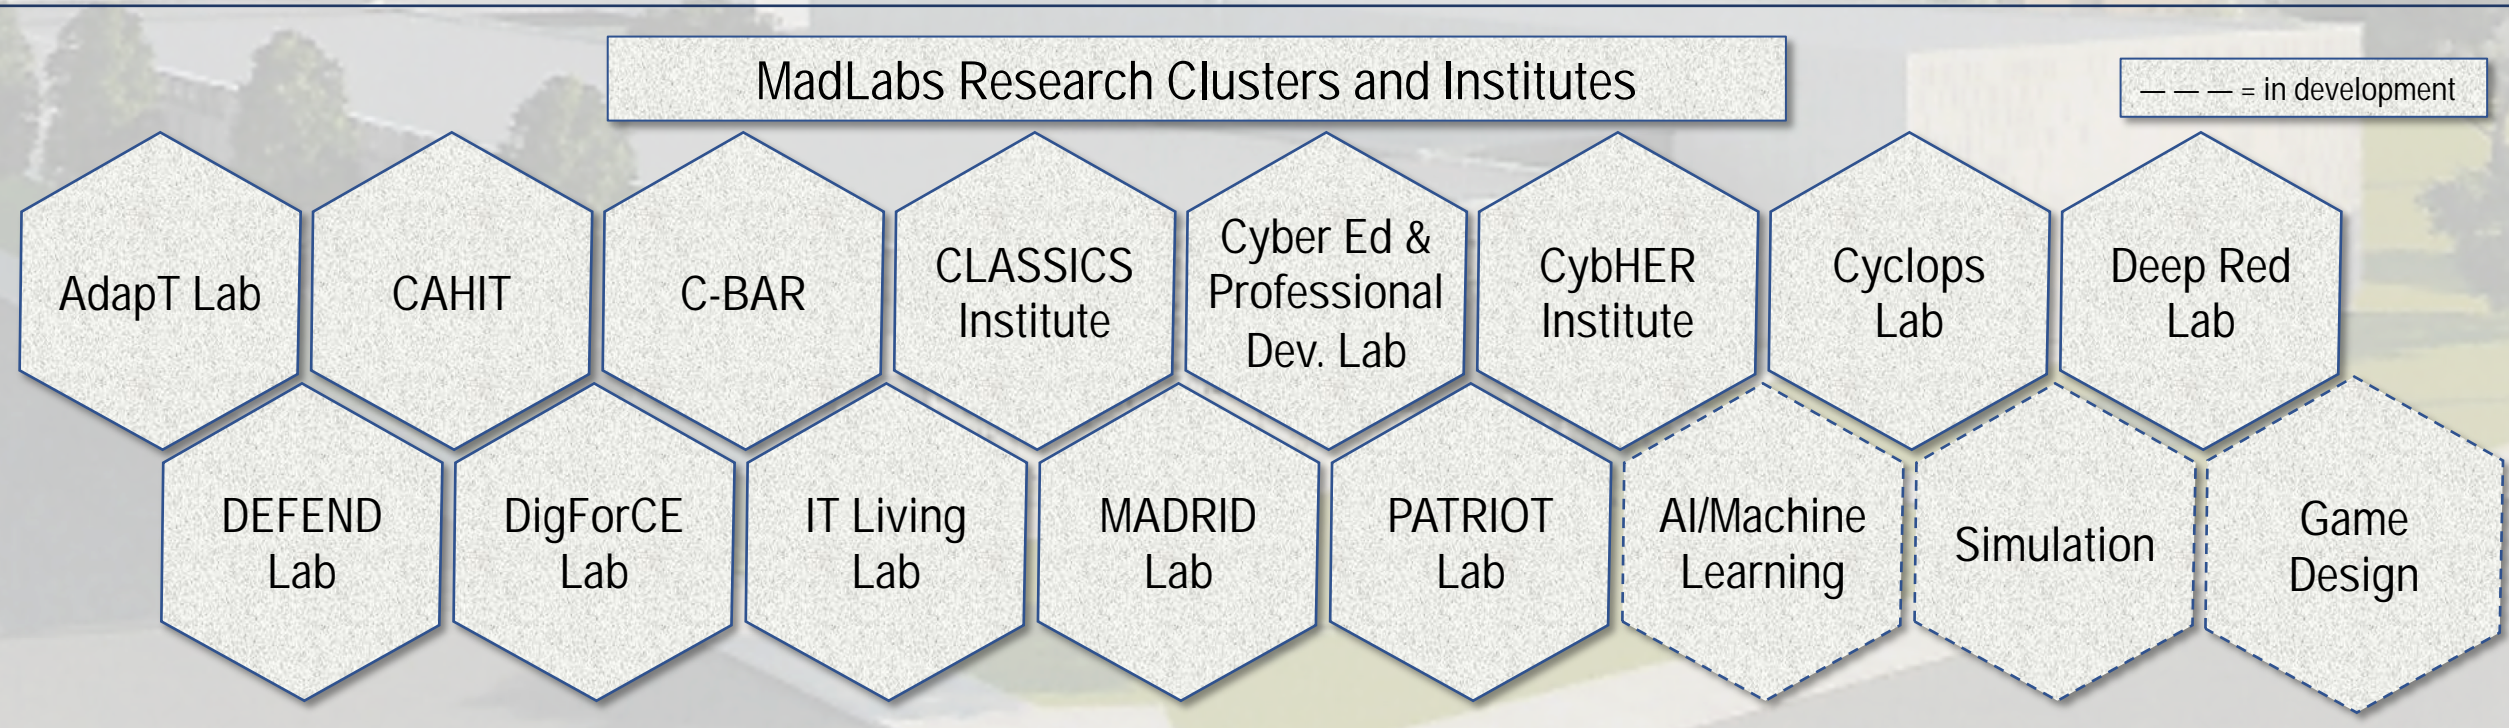 MadLabs Research Clusters and Institutes
— — — = in development
AdapT Lab
CAHIT
C-BAR
CLASSICS
Institute
Cyber Ed &
Professional
Dev. Lab
CybHER
Institute
Cyclops
Lab
Deep Red
Lab
DEFEND
Lab
DigForCE
Lab
IT Living
Lab
MADRID
Lab
PATRIOT
Lab
AI/Machine
Learning
Simulation
Game
Design